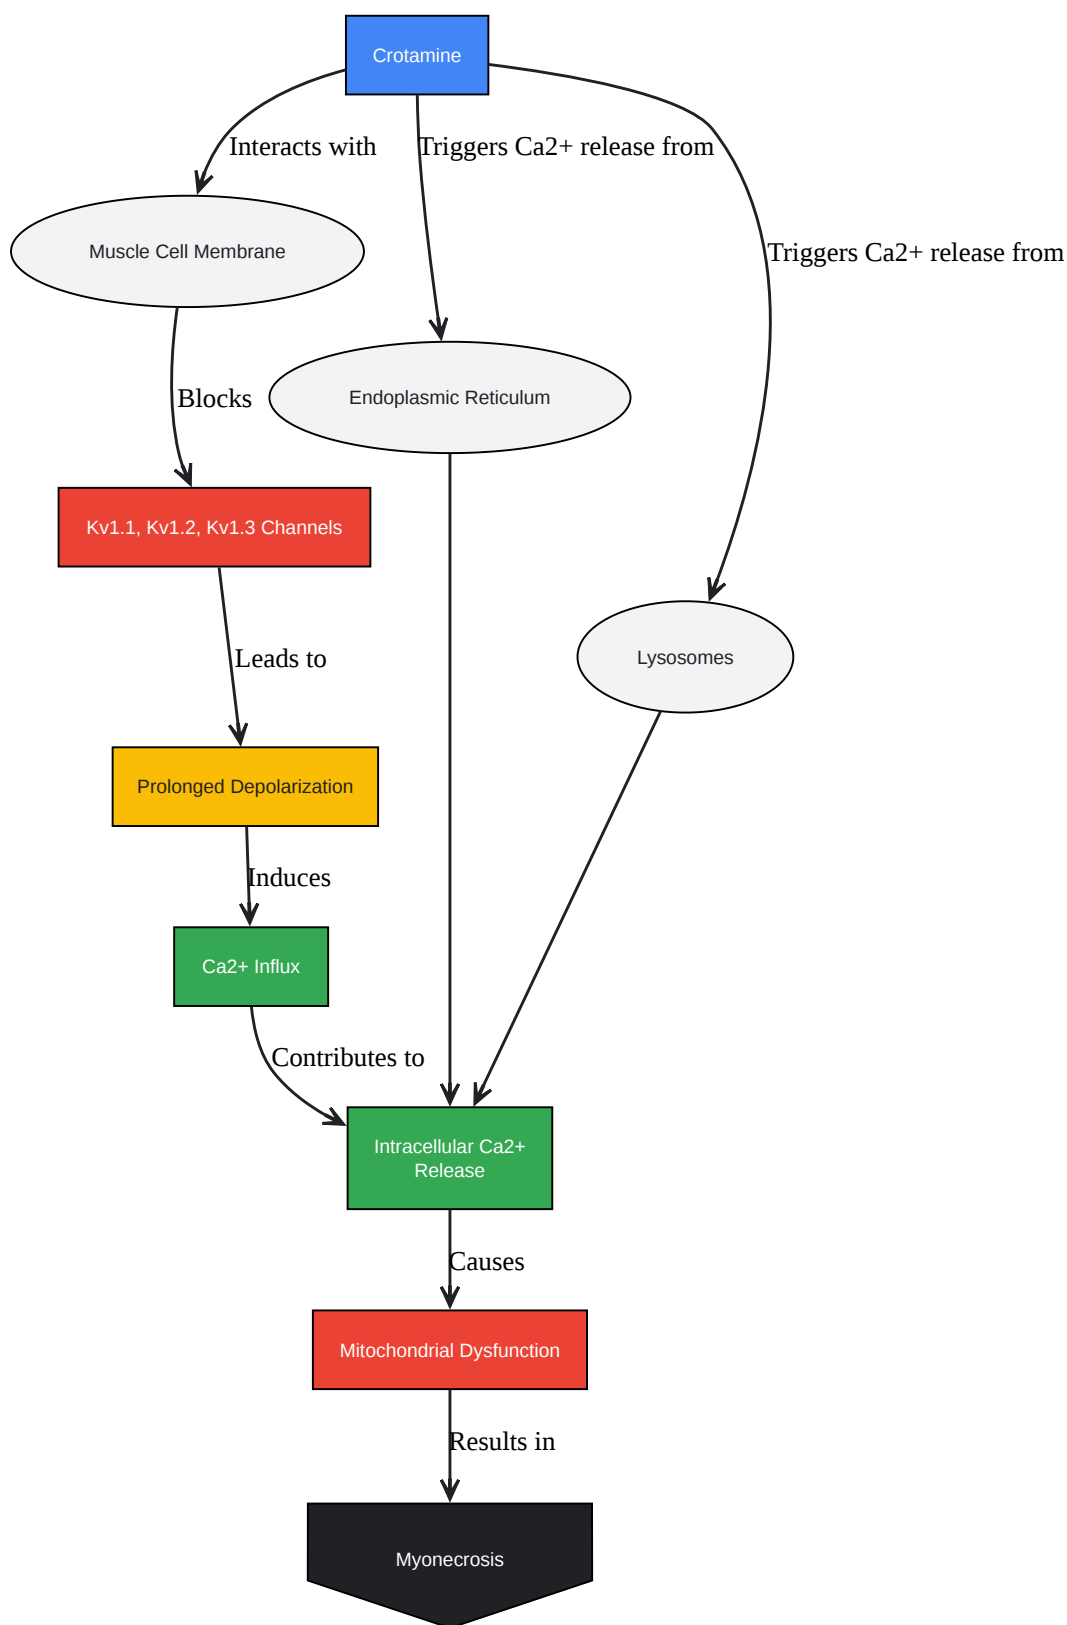 Crotamine
Interacts with
Triggers Ca2+ release from
Triggers Ca2+ release from
Muscle Cell Membrane
Blocks
Endoplasmic Reticulum
Kv1.1, Kv1.2, Kv1.3 Channels
Leads to
Lysosomes
Prolonged Depolarization
Induces
Ca2+ Influx
Contributes to
Intracellular Ca2+
Release
Causes
Mitochondrial Dysfunction
Results in
Myonecrosis